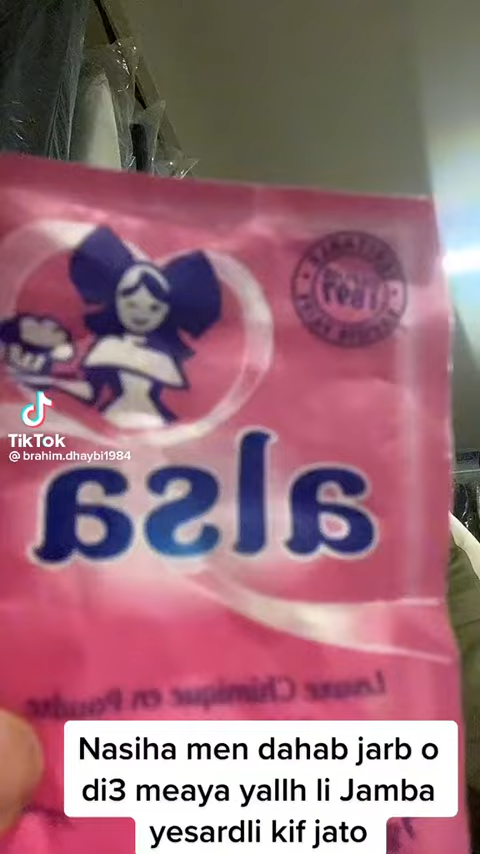 1897
alsa
Levure Chimique en Poudre
TikTok
@ brahim.dhaybi1984
Nasiha men dahab jarb o
di3 meaya yallh li Jamba
yesardli kif jato